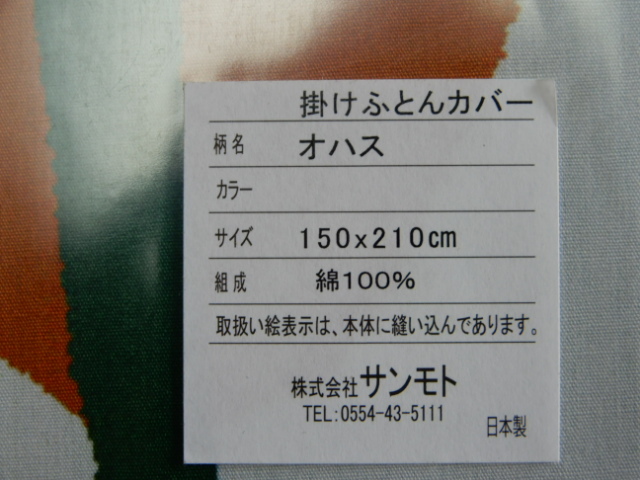 掛けふとんカバー
柄名 オハス
カラー
サイズ 150x210cm
組成 綿100%
取扱い絵表示は、本体に縫い込んであります。
株式会社 サンモト
TEL:0554-43-5111
日本製